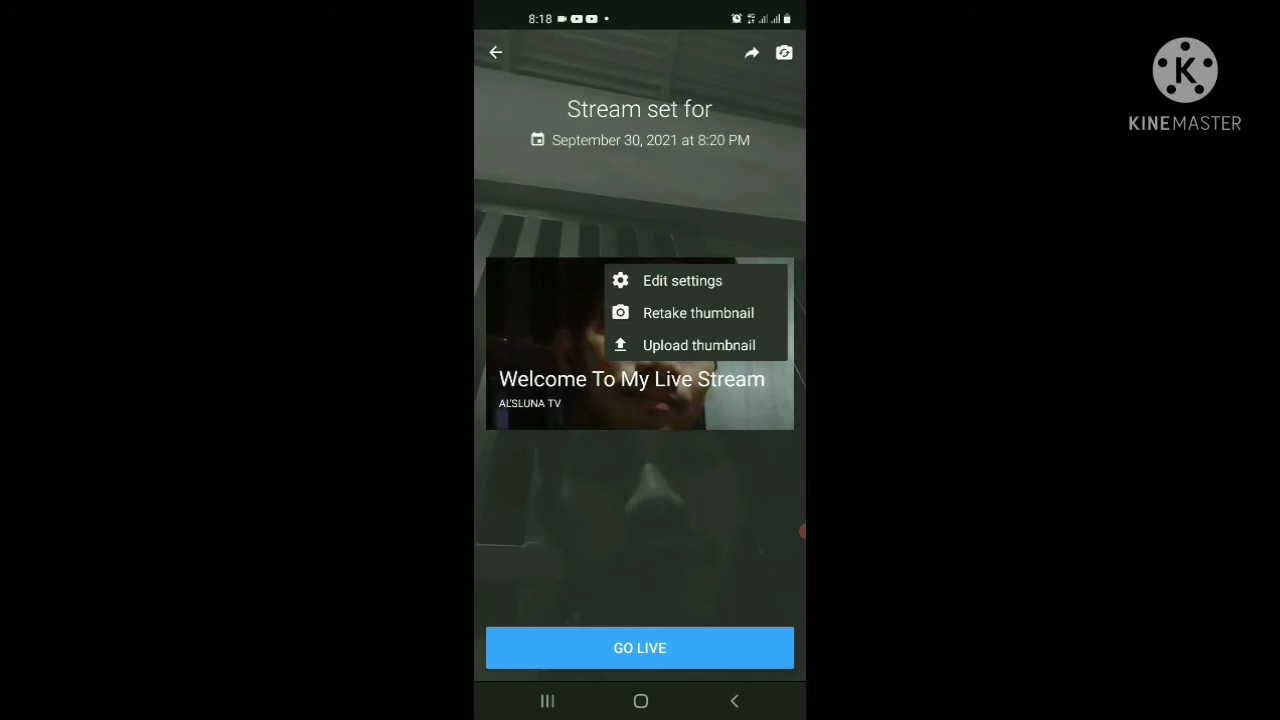 8:18
KINEMASTER
Stream set for
September 30, 2021 at 8:20 PM
Edit settings
Retake thumbnail
Upload thumbnail
Welcome To My Live Stream
AL'SLUNA TV
GO LIVE